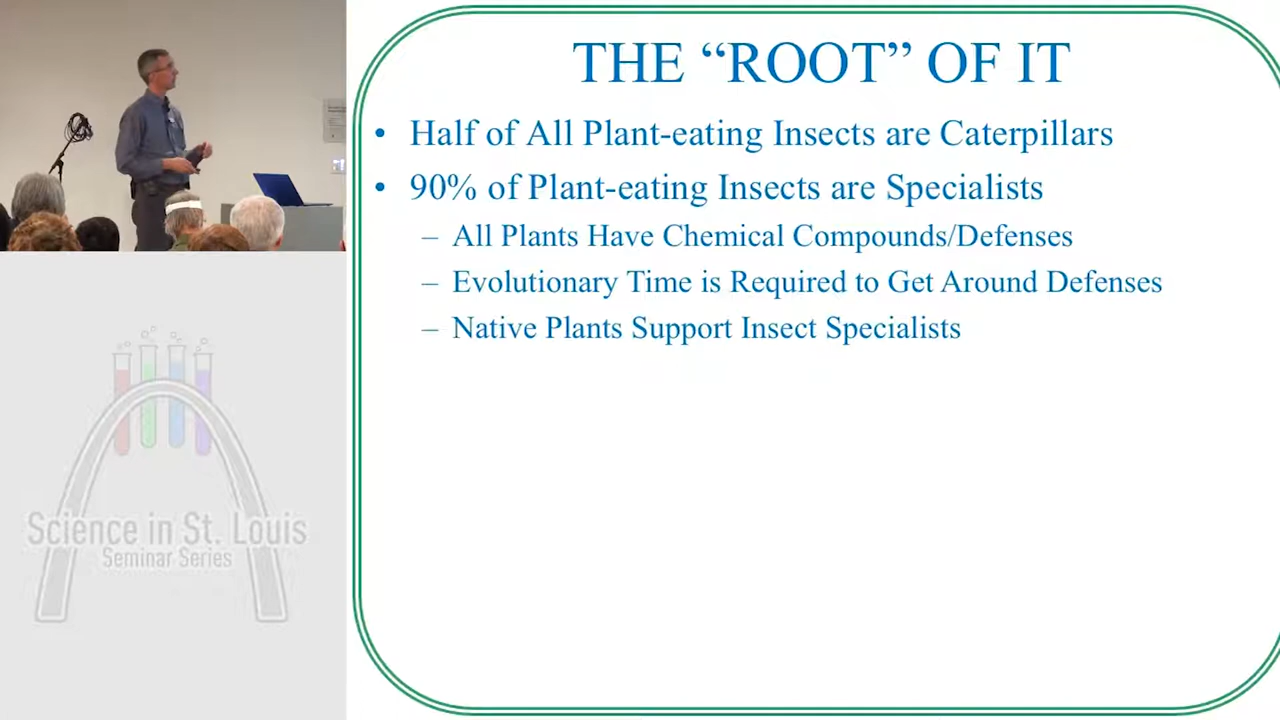 THE “ROOT” OF IT
• Half of All Plant-eating Insects are Caterpillars
• 90% of Plant-eating Insects are Specialists
– All Plants Have Chemical Compounds/Defenses
– Evolutionary Time is Required to Get Around Defenses
– Native Plants Support Insect Specialists
Science in St. Louis
Seminar Series